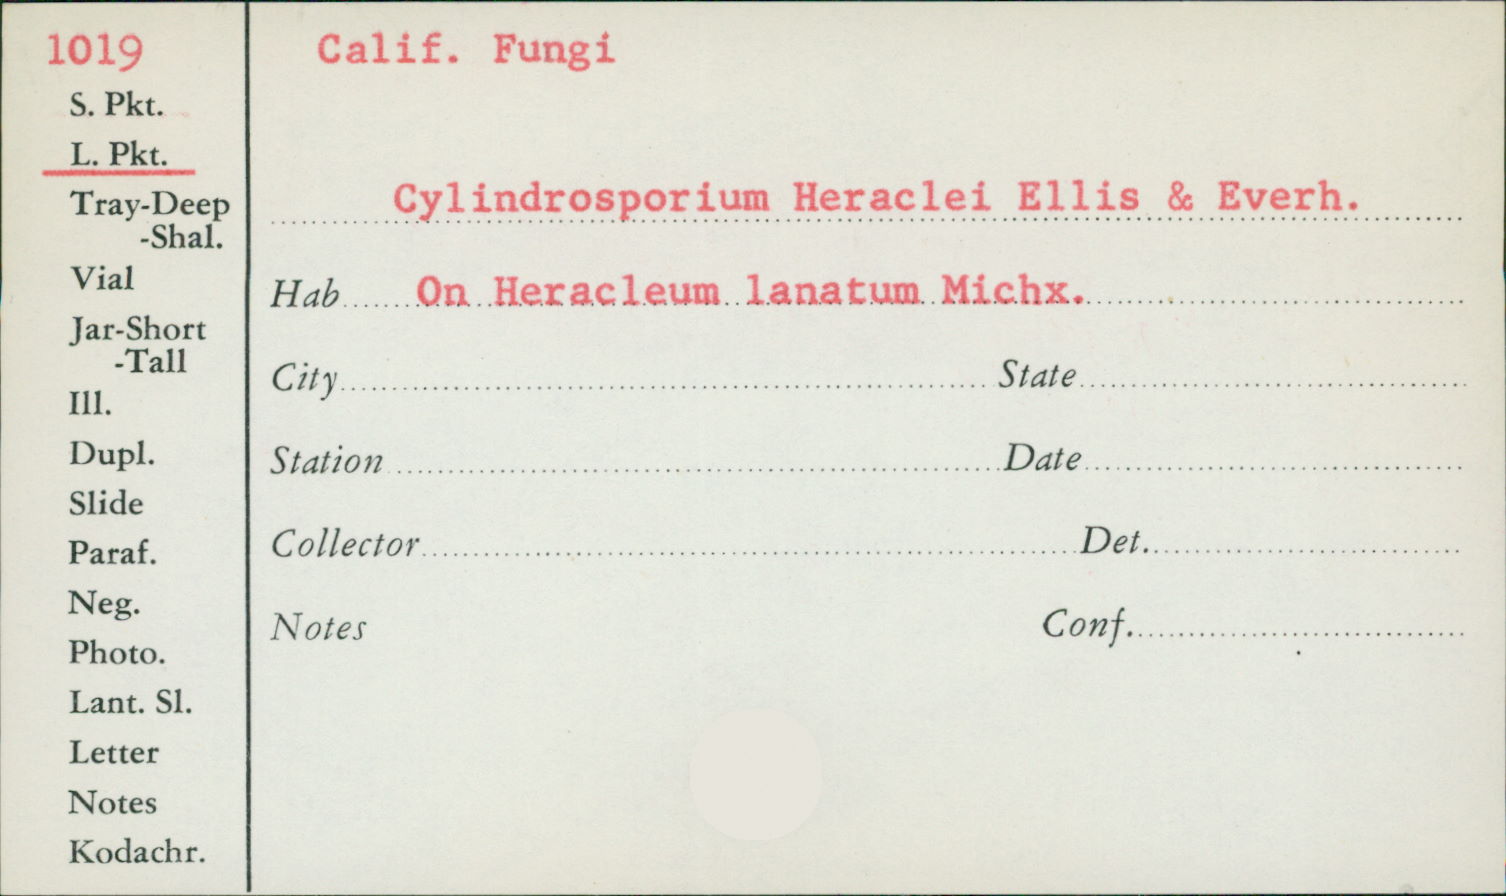 1019
S. Pkt.
L. Pkt.
Tray-Deep
-Shal.
Vial
Jar-Short
-Tall
Ill.
Dupl.
Slide
Paraf.
Neg.
Photo.
Lant. Sl.
Letter
Notes
Kodachr.
Calif. Fungi
Cylindrosporium Heraclei Ellis & Everh.
Hab On Heracleum lanatum Michx.
City State
Station Date
Collector Det.
Notes Conf.